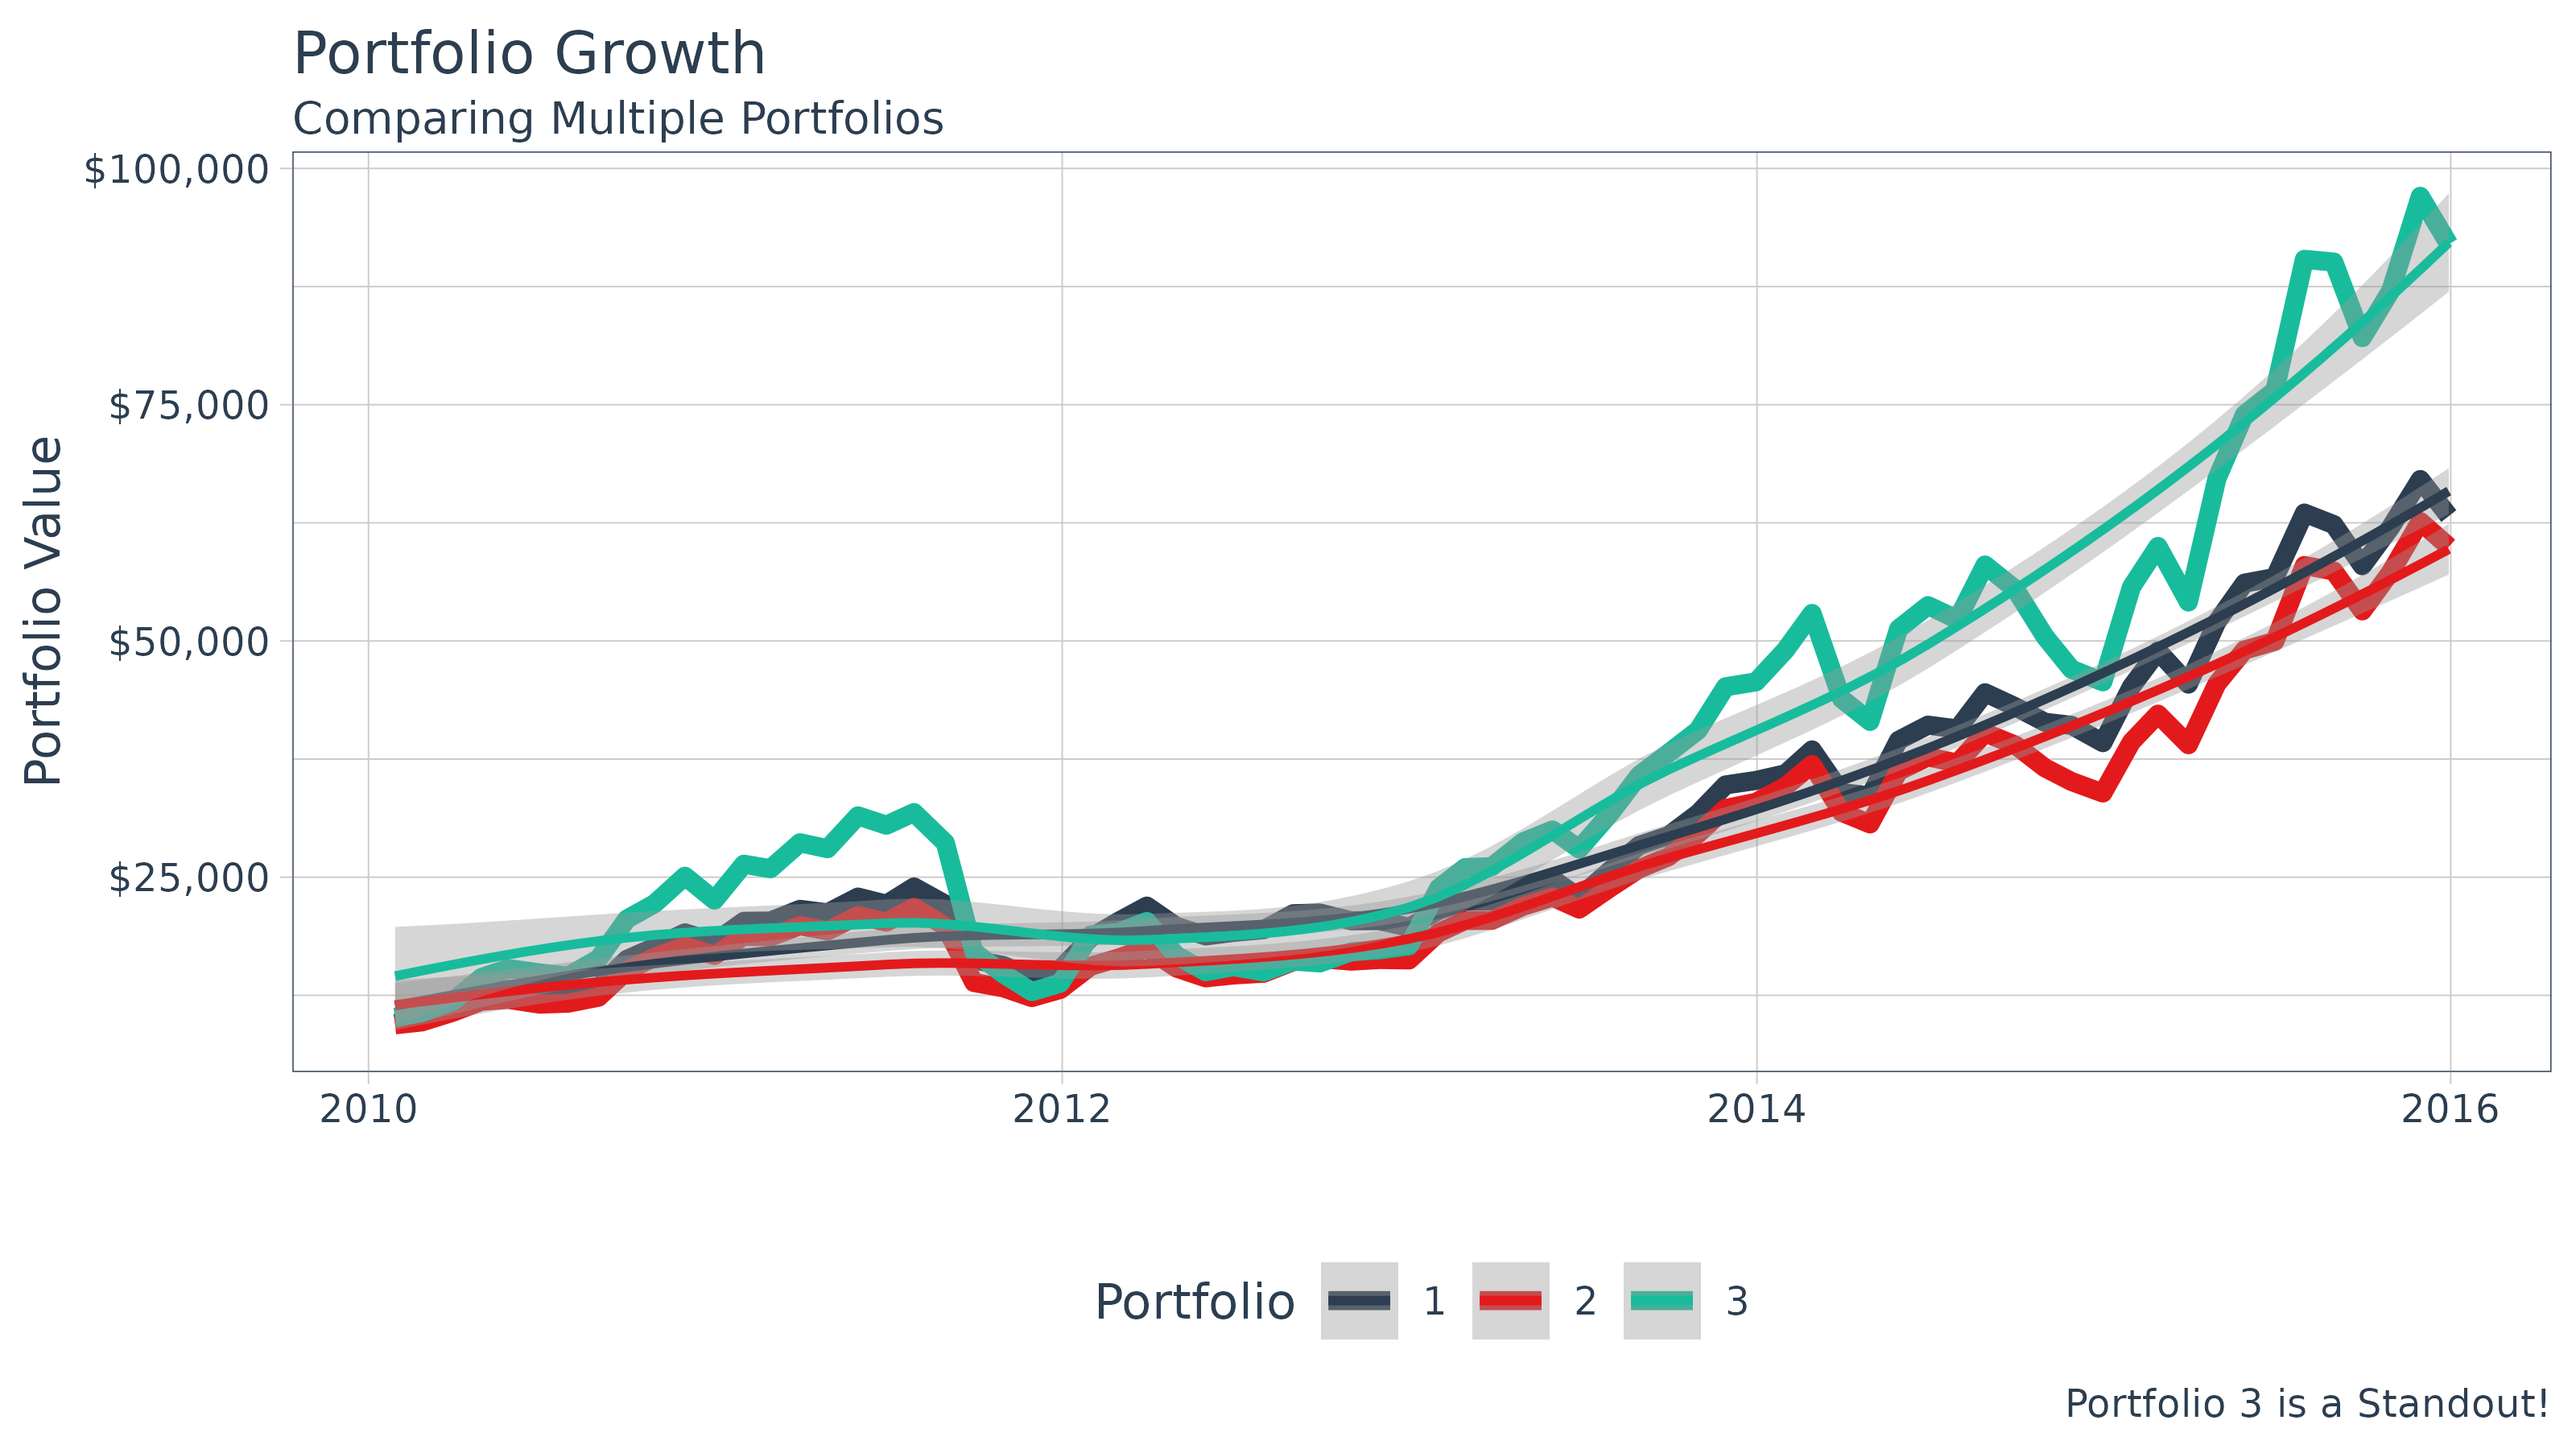 Portfolio Growth
Comparing Multiple Portfolios
$100,000
$75,000
$50,000
$25,000
Portfolio Value
2010 2012 2014 2016
Portfolio 1 2 3
Portfolio 3 is a Standout!